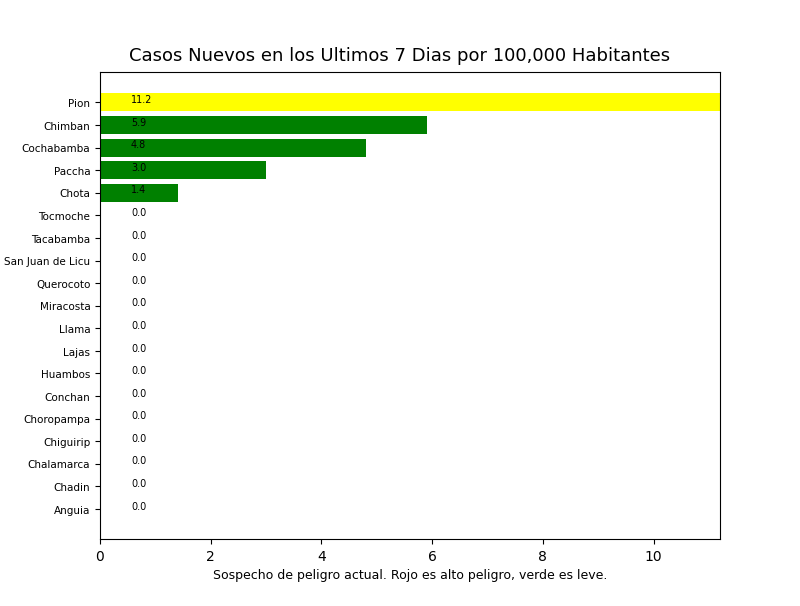 Casos Nuevos en los Ultimos 7 Dias por 100,000 Habitantes
Pion 11.2
Chimban 5.9
Cochabamba 4.8
Paccha 3.0
Chota 1.4
Tocmoche 0.0
Tacabamba 0.0
San Juan de Licu 0.0
Querocoto 0.0
Miracosta 0.0
Llama 0.0
Lajas 0.0
Huambos 0.0
Conchan 0.0
Choropampa 0.0
Chiguirip 0.0
Chalamarca 0.0
Chadin 0.0
Anguia 0.0
0 2 4 6 8 10
Sospecho de peligro actual. Rojo es alto peligro, verde es leve.